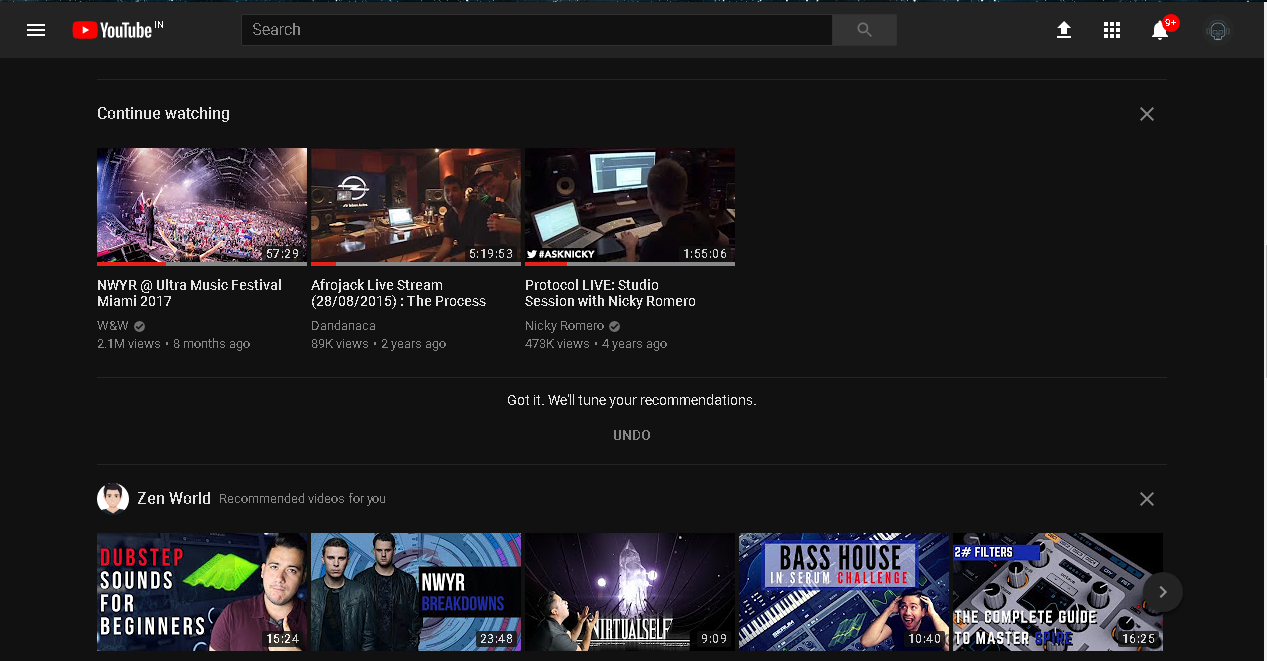 YouTube IN
Search
9+
Continue watching
57:29
5:19:53
#ASKNICKY
1:55:06
NWYR @ Ultra Music Festival
Miami 2017
W&W
2.1M views • 8 months ago
Afrojack Live Stream
(28/08/2015) : The Process
Dandanaca
89K views • 2 years ago
Protocol LIVE: Studio
Session with Nicky Romero
Nicky Romero
473K views • 4 years ago
Got it. We'll tune your recommendations.
UNDO
Zen World Recommended videos for you
DUBSTEP
SOUNDS
FOR
BEGINNERS
15:24
NWYR
BREAKDOWNS
23:48
VIRTUALSELF
9:09
BASS HOUSE
IN SERUM CHALLENGE
10:40
2# FILTERS
THE COMPLETE GUIDE
TO MASTER SPIRE
16:25